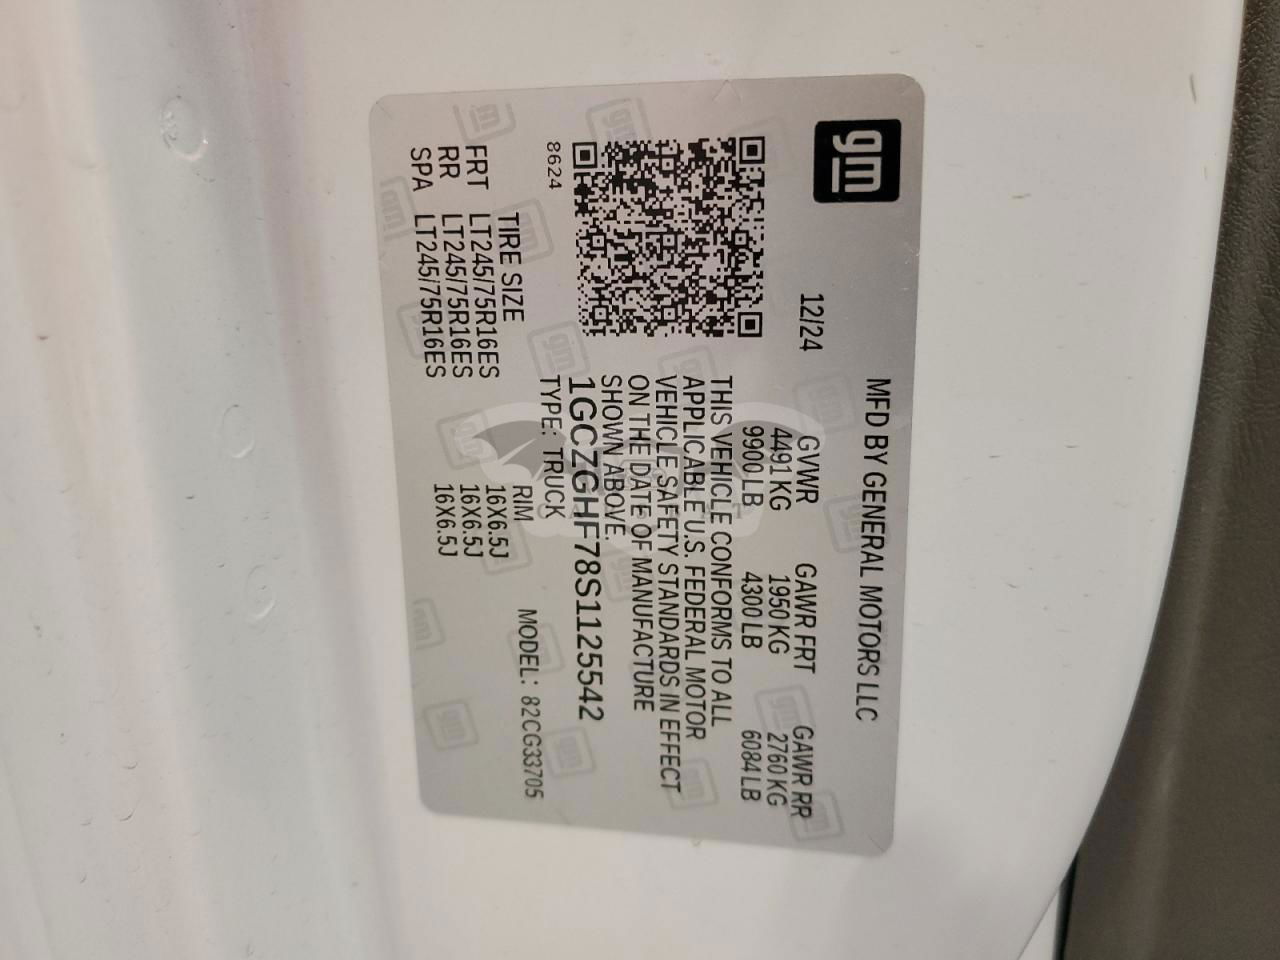 gm
MFD BY GENERAL MOTORS LLC
12/24
GVWR GAWR FRT GAWR RR
4491 KG 1950 KG 2760 KG
9900 LB 4300 LB 6084 LB
THIS VEHICLE CONFORMS TO ALL
APPLICABLE U.S. FEDERAL MOTOR
VEHICLE SAFETY STANDARDS IN EFFECT
ON THE DATE OF MANUFACTURE
SHOWN ABOVE.
1GCZGHF78S1125542
8624
TYPE: TRUCK MODEL: 82CG33705
TIRE SIZE RIM
FRT LT245/75R16ES 16X6.5J
RR LT245/75R16ES 16X6.5J
SPA LT245/75R16ES 16X6.5J